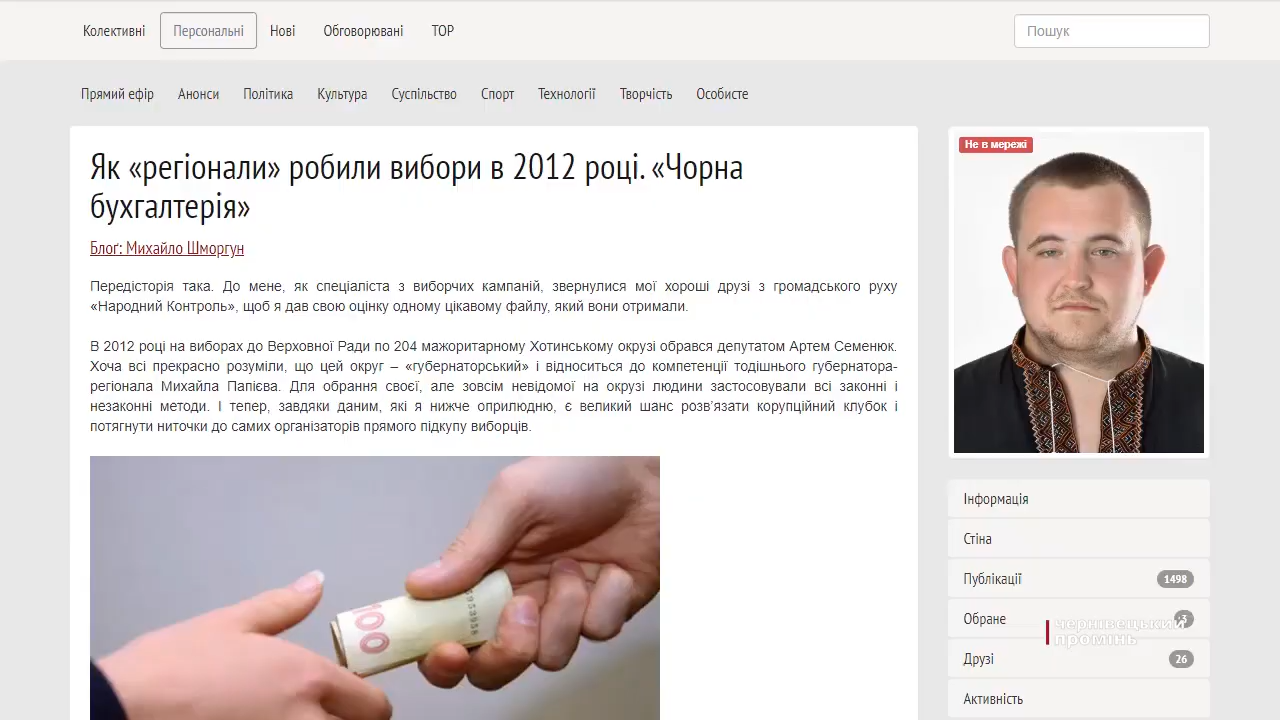 Колективні Персональні Нові Обговорювані TOP Пошук
Прямий ефір Анонси Політика Культура Суспільство Спорт Технології Творчість Особисте
Як «регіонали» робили вибори в 2012 році. «Чорна
бухгалтерія»
Блоґ: Михайло Шморгун
Передісторія така. До мене, як спеціаліста з виборчих кампаній, звернулися мої хороші друзі з громадського руху
«Народний Контроль», щоб я дав свою оцінку одному цікавому файлу, який вони отримали.
В 2012 році на виборах до Верховної Ради по 204 мажоритарному Хотинському окрузі обрався депутатом Артем Семенюк.
Хоча всі прекрасно розуміли, що цей округ – «губернаторський» і відноситься до компетенції тодішнього губернатора-
регіонала Михайла Папієва. Для обрання своєї, але зовсім невідомої на окрузі людини застосовували всі законні і
незаконні методи. І тепер, завдяки даним, які я нижче оприлюдню, є великий шанс розв’язати корупційний клубок і
потягнути ниточки до самих організаторів прямого підкупу виборців.
100
Не в мережі
Інформація
Стіна
Публікації 1498
Обране 3
чернівецький
промінь
Друзі 26
Активність